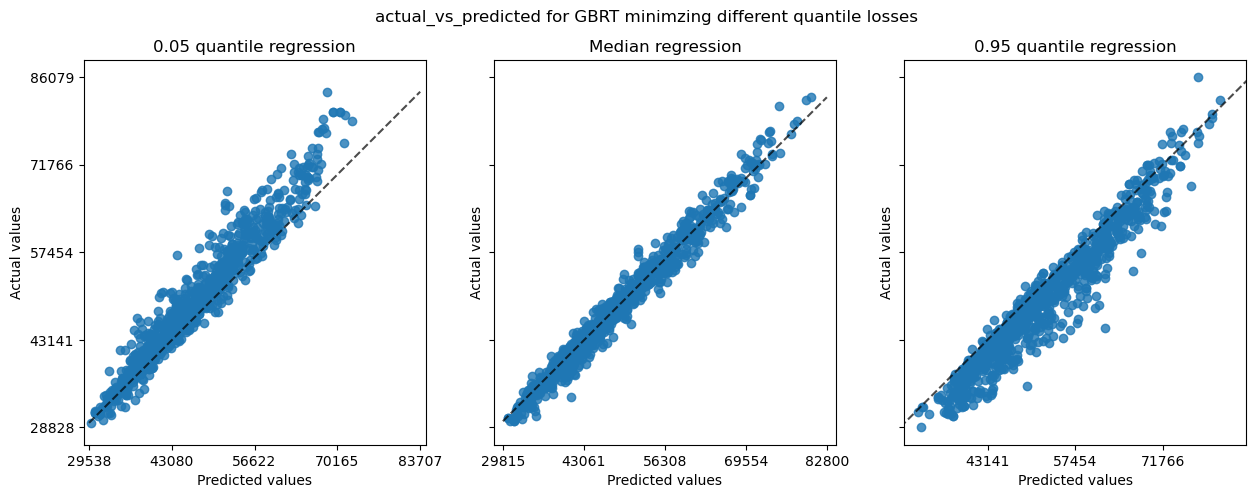 actual_vs_predicted for GBRT minimzing different quantile losses
0.05 quantile regression
Median regression
0.95 quantile regression
Actual values
86079
71766
57454
43141
28828
29538 43080 56622 70165 83707
Predicted values
Actual values
29815 43061 56308 69554 82800
Predicted values
Actual values
43141 57454 71766
Predicted values